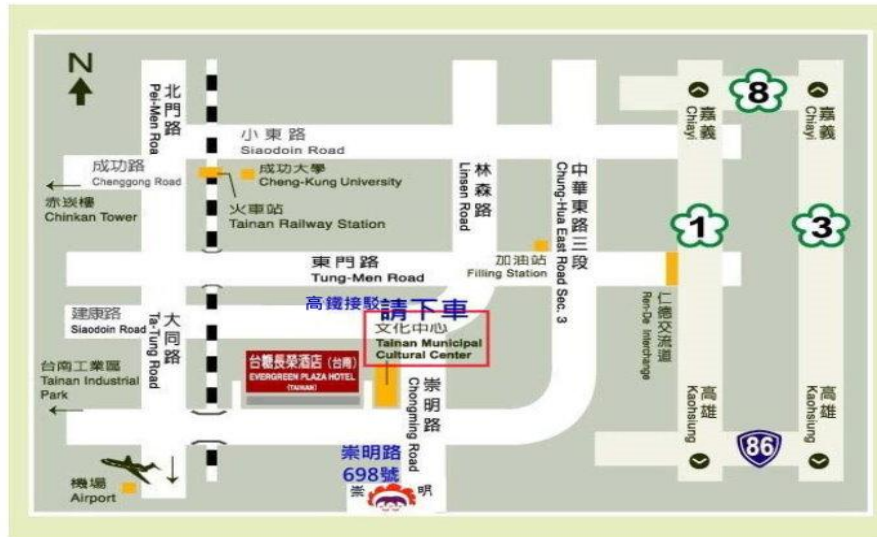 N
北門路
Pei-Men Roa
小東路
Siaodoin Road
成功路
Chenggong Road
成功大學
Cheng-Kung University
赤崁樓
Chinkan Tower
火車站
Tainan Railway Station
林森路
Linsen Road
中華東路三段
Chung-Hua East Road Sec. 3
嘉義
Chiayi
8
嘉義
Chiayi
1
3
東門路
Tung-Men Road
加油站
Filling Station
仁德交流道
Ren-De Interchange
建康路
Siaodoin Road
大同路
Ta-Tung Road
高鐵接駁
請下車
文化中心
Tainan Municipal
Cultural Center
台糖長榮酒店(台南)
EVERGREEN PLAZA HOTEL
(TAINAN)
台南工業區
Tainan Industrial
Park
崇明路
Chongming Road
高雄
Kaohsiung
86
高雄
Kaohsiung
崇明路
698號
機場
Airport
崇
明